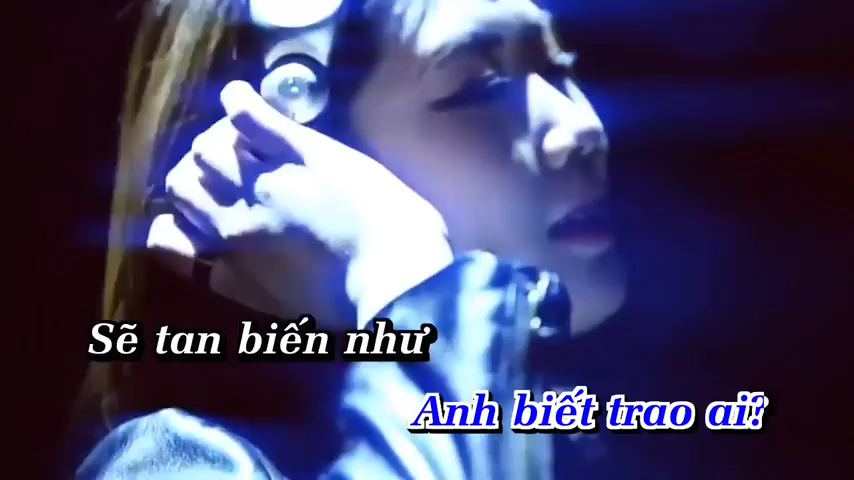 Sẽ tan biến như
Anh biết trao ai?